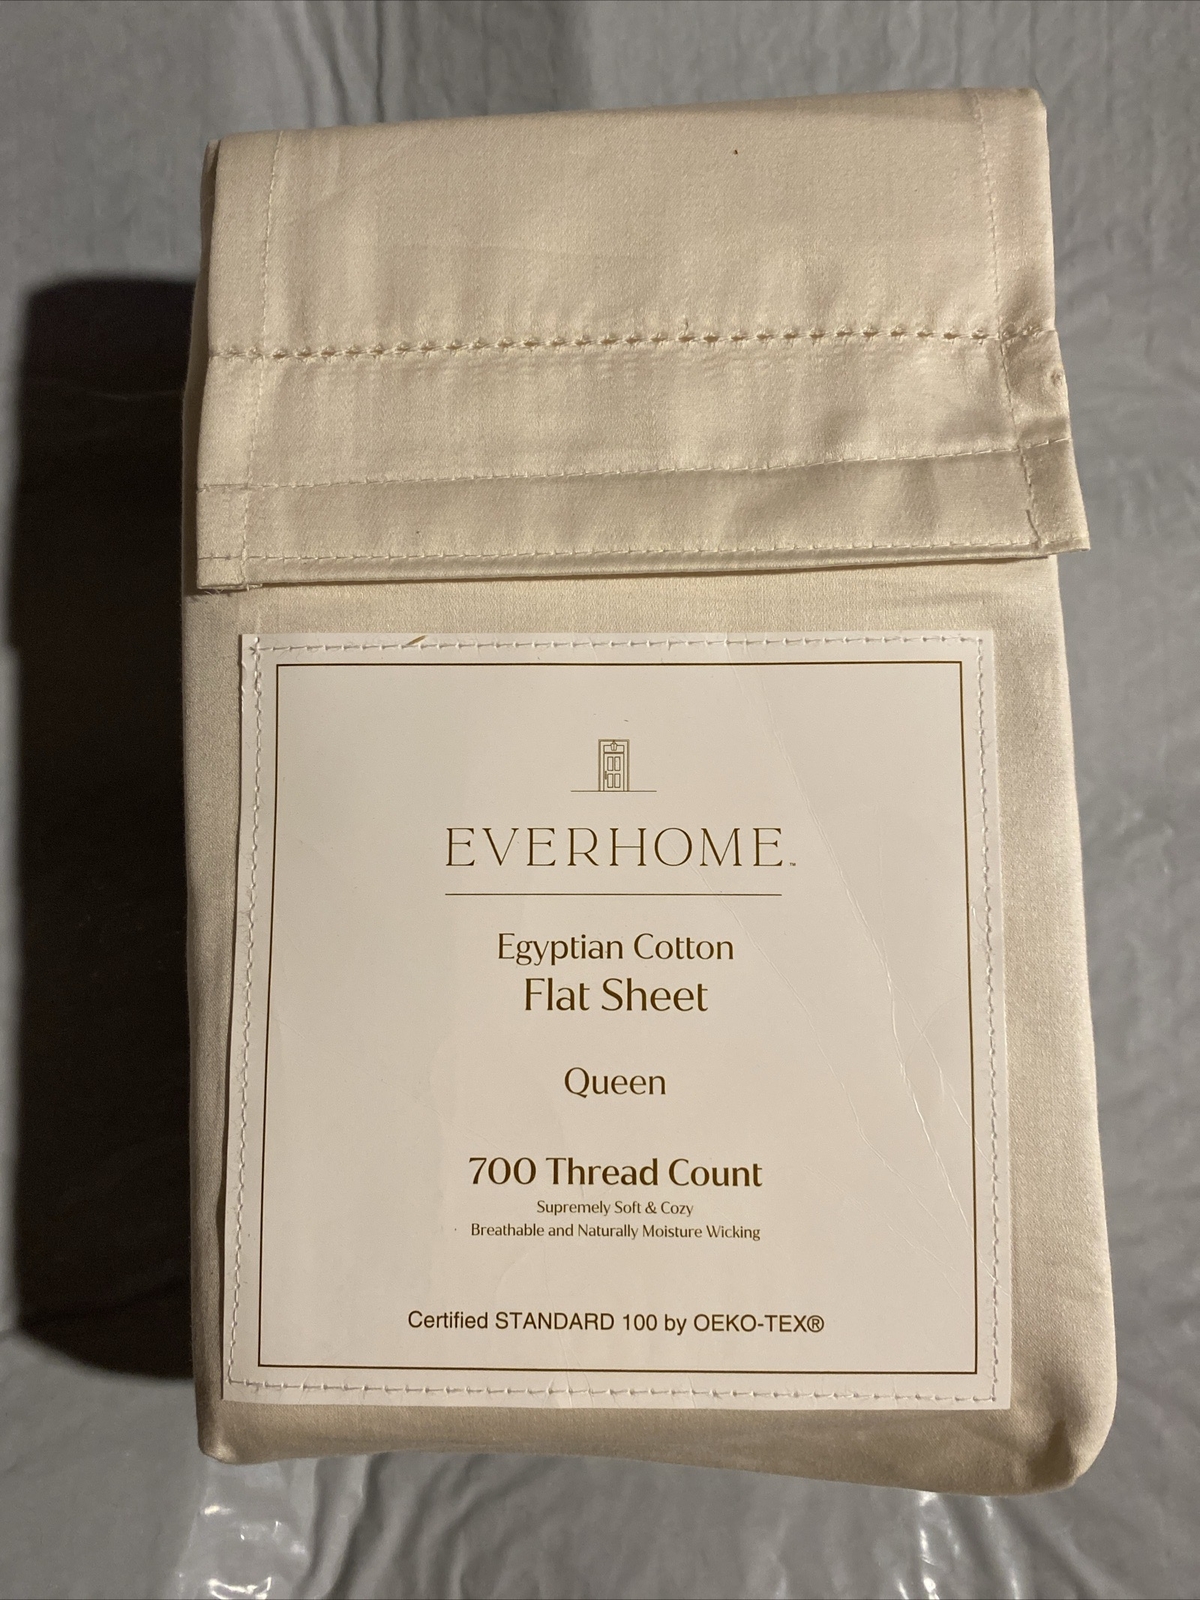 EVERHOME™
Egyptian Cotton
Flat Sheet
Queen
700 Thread Count
Supremely Soft & Cozy
Breathable and Naturally Moisture Wicking
Certified STANDARD 100 by OEKO-TEX®